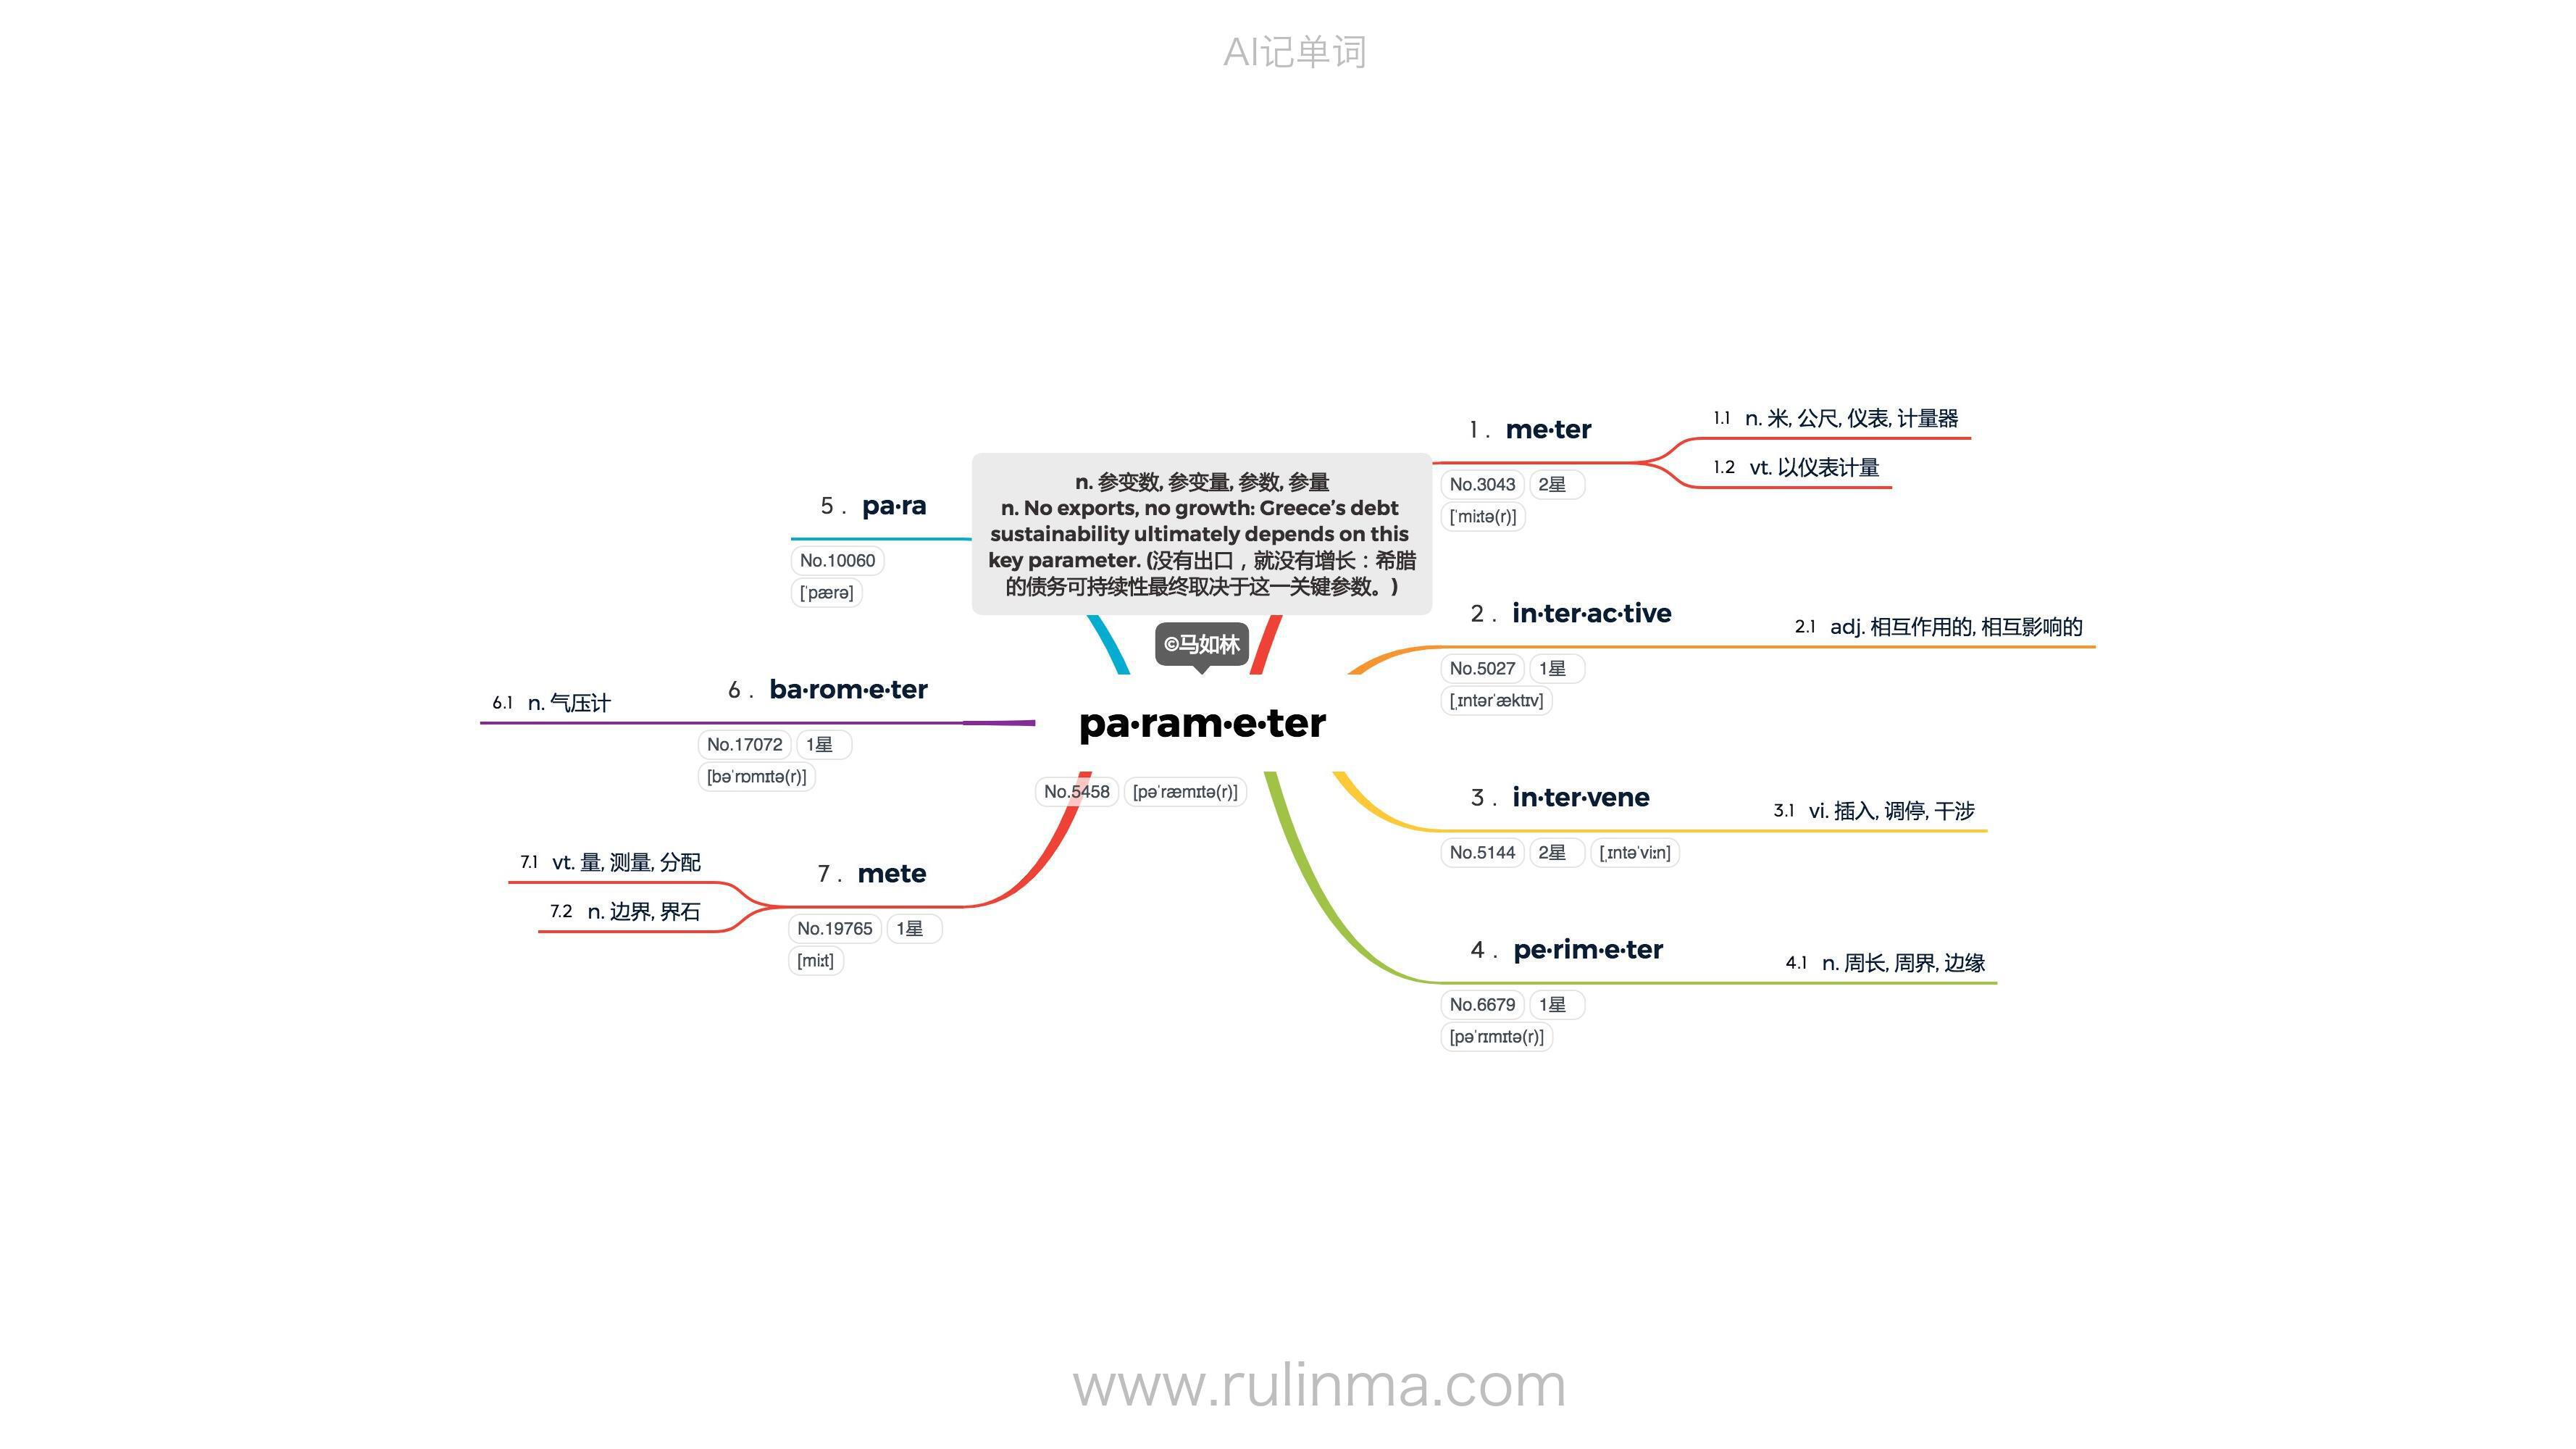 AI记单词
n. 参变数, 参变量, 参数, 参量
n. No exports, no growth: Greece’s debt
sustainability ultimately depends on this
key parameter. (没有出口，就没有增长：希腊
的债务可持续性最终取决于这一关键参数。)
©马如林
pa·ram·e·ter
No.5458 [pəˈræmɪtə(r)]
1. me·ter
No.3043 2星
[ˈmiːtə(r)]
1.1 n. 米, 公尺, 仪表, 计量器
1.2 vt. 以仪表计量
2. in·ter·ac·tive
No.5027 1星
[ˌɪntərˈæktɪv]
2.1 adj. 相互作用的, 相互影响的
3. in·ter·vene
No.5144 2星 [ˌɪntəˈviːn]
3.1 vi. 插入, 调停, 干涉
4. pe·rim·e·ter
No.6679 1星
[pəˈrɪmɪtə(r)]
4.1 n. 周长, 周界, 边缘
5. pa·ra
No.10060
[ˈpærə]
6. ba·rom·e·ter
No.17072 1星
[bəˈrɒmɪtə(r)]
6.1 n. 气压计
7. mete
No.19765 1星
[miːt]
7.1 vt. 量, 测量, 分配
7.2 n. 边界, 界石
www.rulinma.com